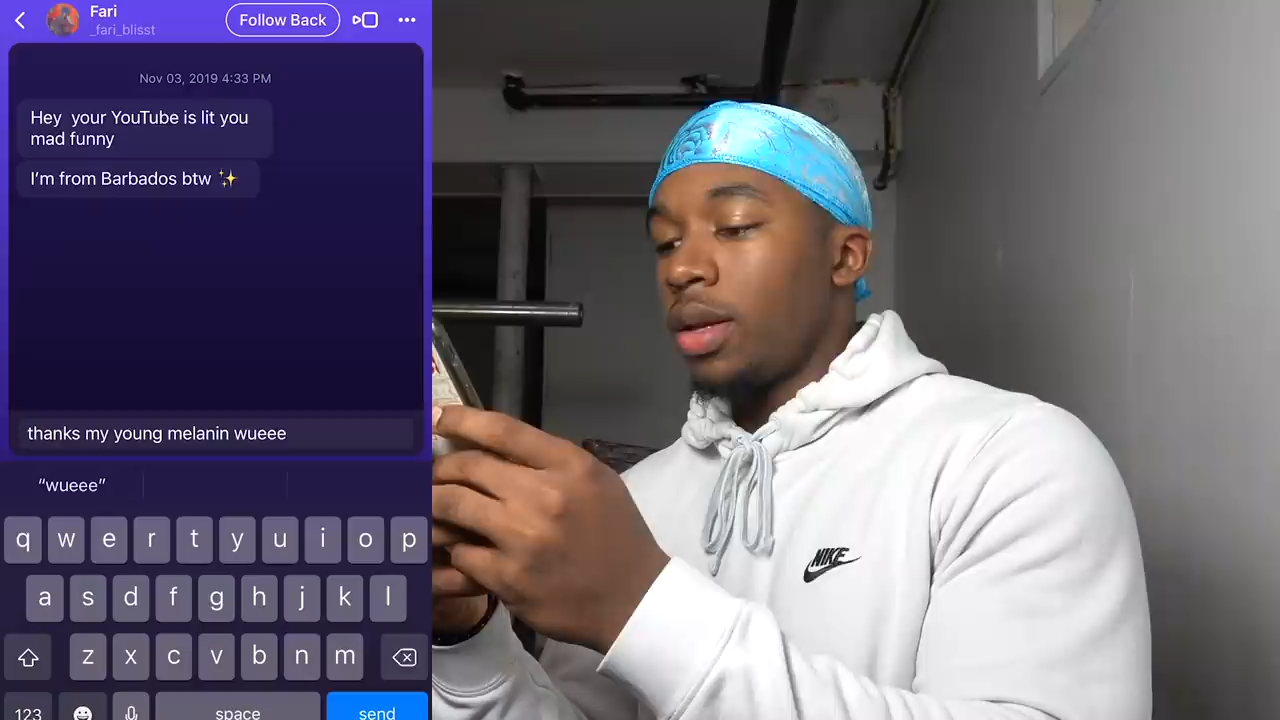 Fari
_fari_blisst
Follow Back
Nov 03, 2019 4:33 PM
Hey your YouTube is lit you
mad funny
I'm from Barbados btw ✨
thanks my young melanin wueee
“wueee”
q w e r t y u i o p
a s d f g h j k l
z x c v b n m
123 space send
NIKE